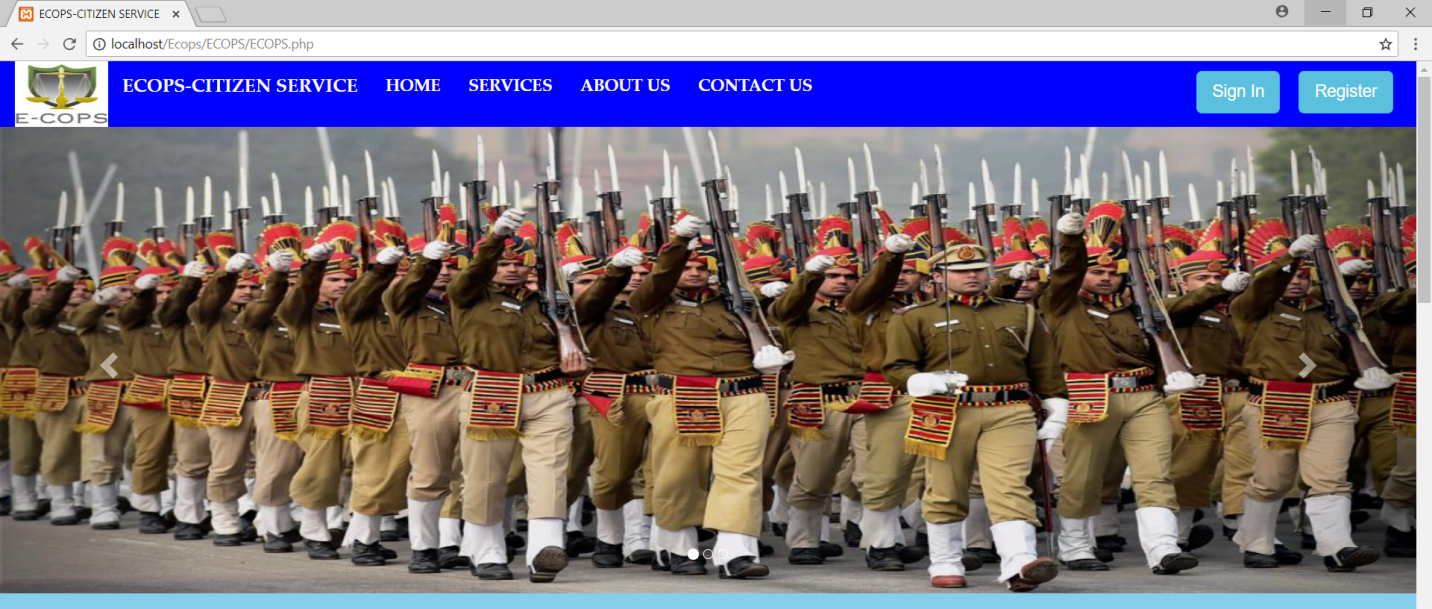 ECOPS-CITIZEN SERVICE
localhost/Ecops/ECOPS/ECOPS.php
E-COPS
ECOPS-CITIZEN SERVICE HOME SERVICES ABOUT US CONTACT US Sign In Register